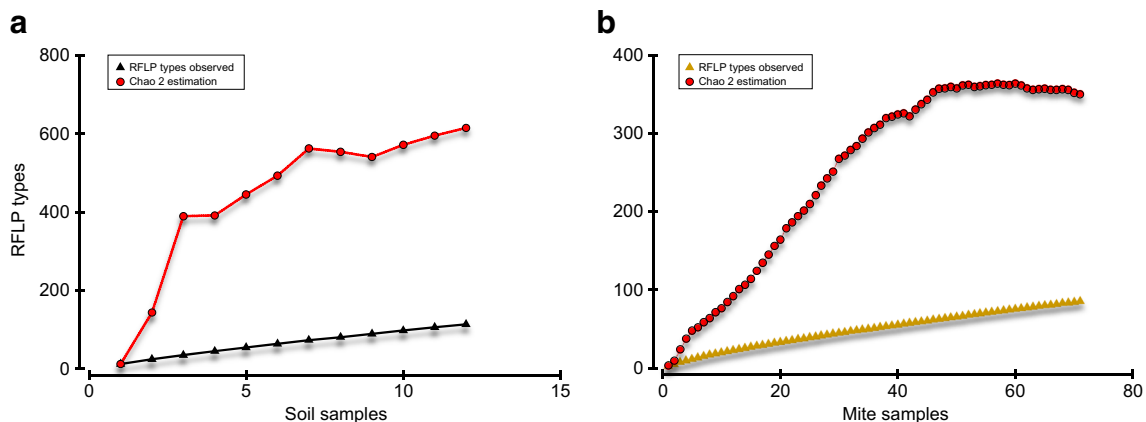 a
800
600
400
200
0
RFLP types
RFLP types observed
Chao 2 estimation
0 5 10 15
Soil samples
b
400
300
200
100
0
RFLP types observed
Chao 2 estimation
0 20 40 60 80
Mite samples